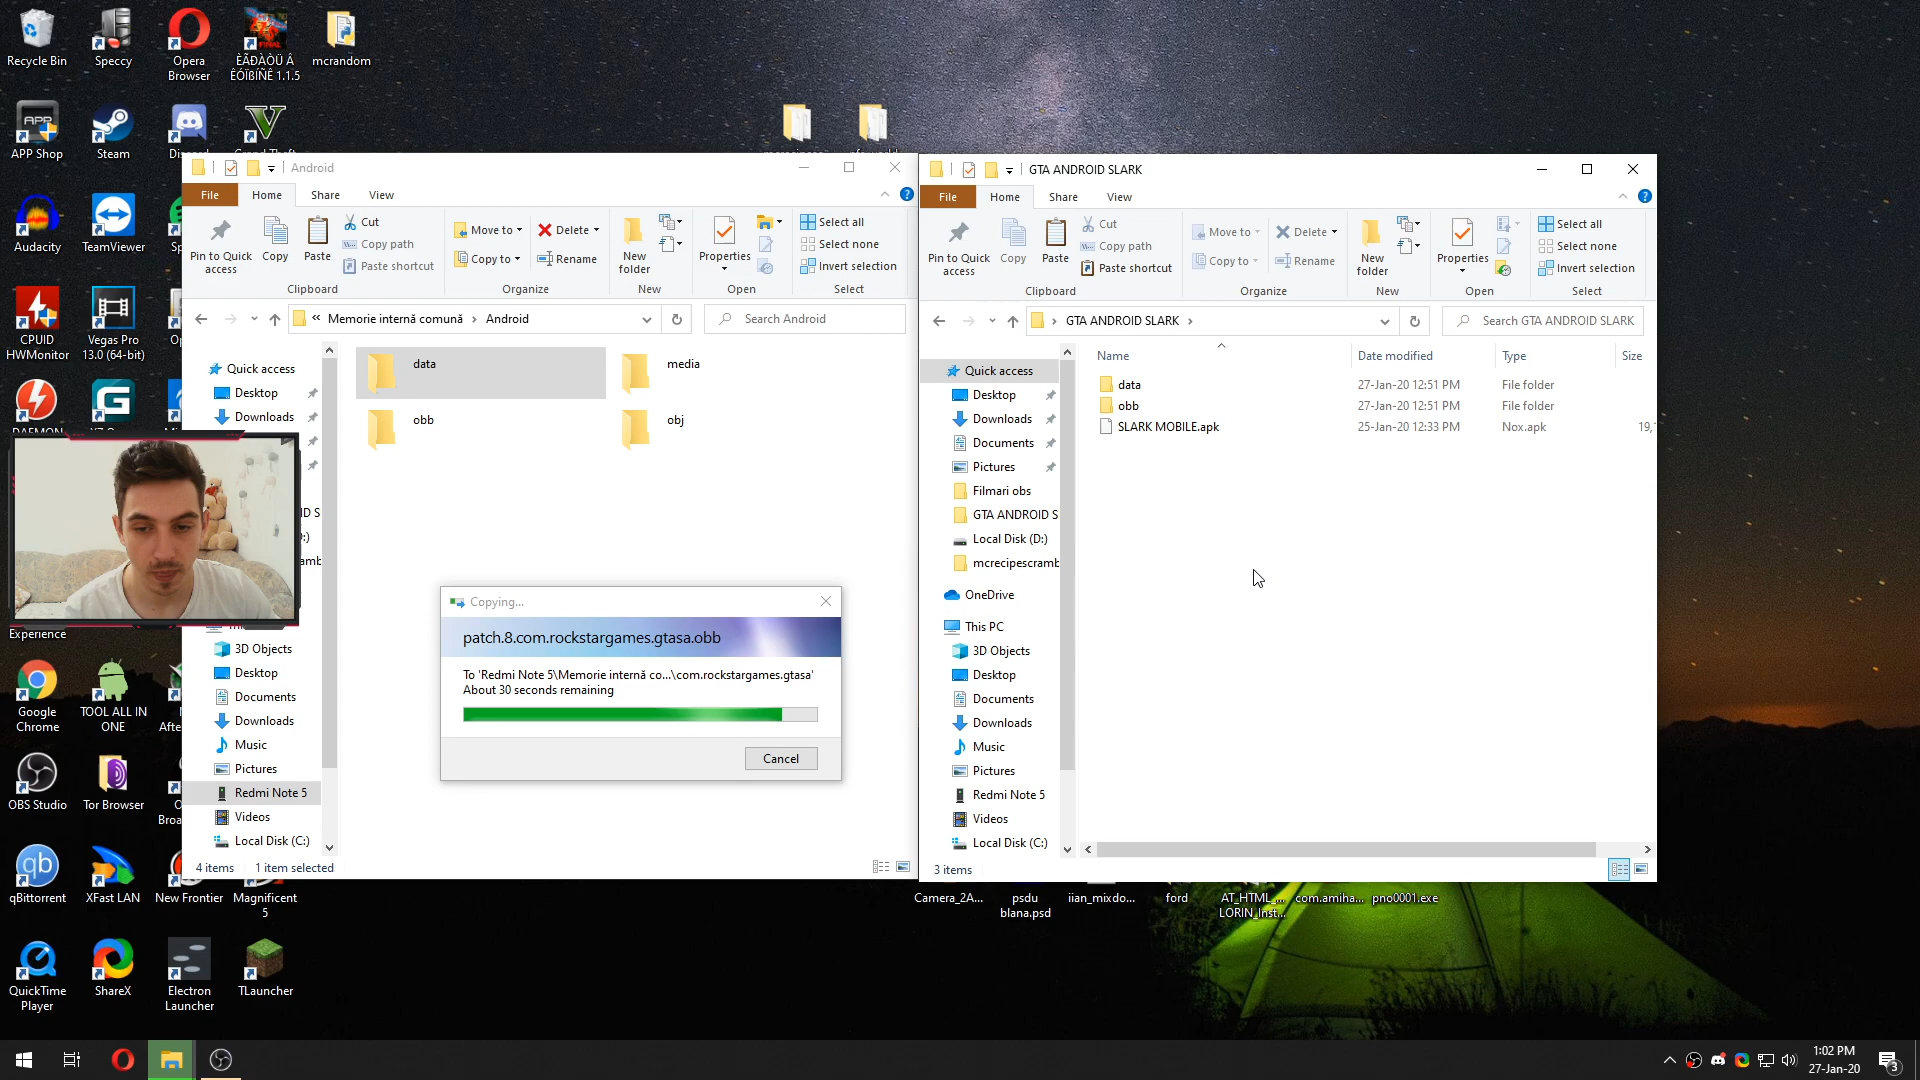 Recycle Bin
Speccy
Opera
Browser
ÈÃÐÀÒÜ Â
ÊÓÏÈÑÍÊ 1.1.5
mcrandom
APP Shop
Steam
Audacity
TeamViewer
CPUID
HWMonitor
Vegas Pro
13.0 (64-bit)
Experience
Google
Chrome
TOOL ALL IN
ONE
OBS Studio
Tor Browser
qBittorrent
XFast LAN
New Frontier
Magnificent
5
QuickTime
Player
ShareX
Electron
Launcher
TLauncher
Android
File
Home
Share
View
Pin to Quick
access
Copy
Paste
Cut
Copy path
Paste shortcut
Clipboard
Move to
Copy to
Delete
Rename
Organize
New
folder
New
Properties
Open
Select all
Select none
Invert selection
Select
« Memorie internă comună › Android
Search Android
Quick access
Desktop
Downloads
3D Objects
Desktop
Documents
Downloads
Music
Pictures
Redmi Note 5
Videos
Local Disk (C:)
data
media
obb
obj
4 items 1 item selected
Copying...
patch.8.com.rockstargames.gtasa.obb
To 'Redmi Note 5\Memorie internă co...\com.rockstargames.gtasa'
About 30 seconds remaining
Cancel
GTA ANDROID SLARK
File
Home
Share
View
Pin to Quick
access
Copy
Paste
Cut
Copy path
Paste shortcut
Clipboard
Move to
Copy to
Delete
Rename
Organize
New
folder
New
Properties
Open
Select all
Select none
Invert selection
Select
› GTA ANDROID SLARK ›
Search GTA ANDROID SLARK
Quick access
Desktop
Downloads
Documents
Pictures
Filmari obs
GTA ANDROID S
Local Disk (D:)
mcrecipescramb
OneDrive
This PC
3D Objects
Desktop
Documents
Downloads
Music
Pictures
Redmi Note 5
Videos
Local Disk (C:)
Name Date modified Type Size
data 27-Jan-20 12:51 PM File folder
obb 27-Jan-20 12:51 PM File folder
SLARK MOBILE.apk 25-Jan-20 12:33 PM Nox.apk 19,
3 items
Camera_2A...
psdu
blana.psd
iian_mixdo...
ford
AT_HTML_...
LORIN_Inst...
com.amiha...
pno0001.exe
1:02 PM
27-Jan-20
3